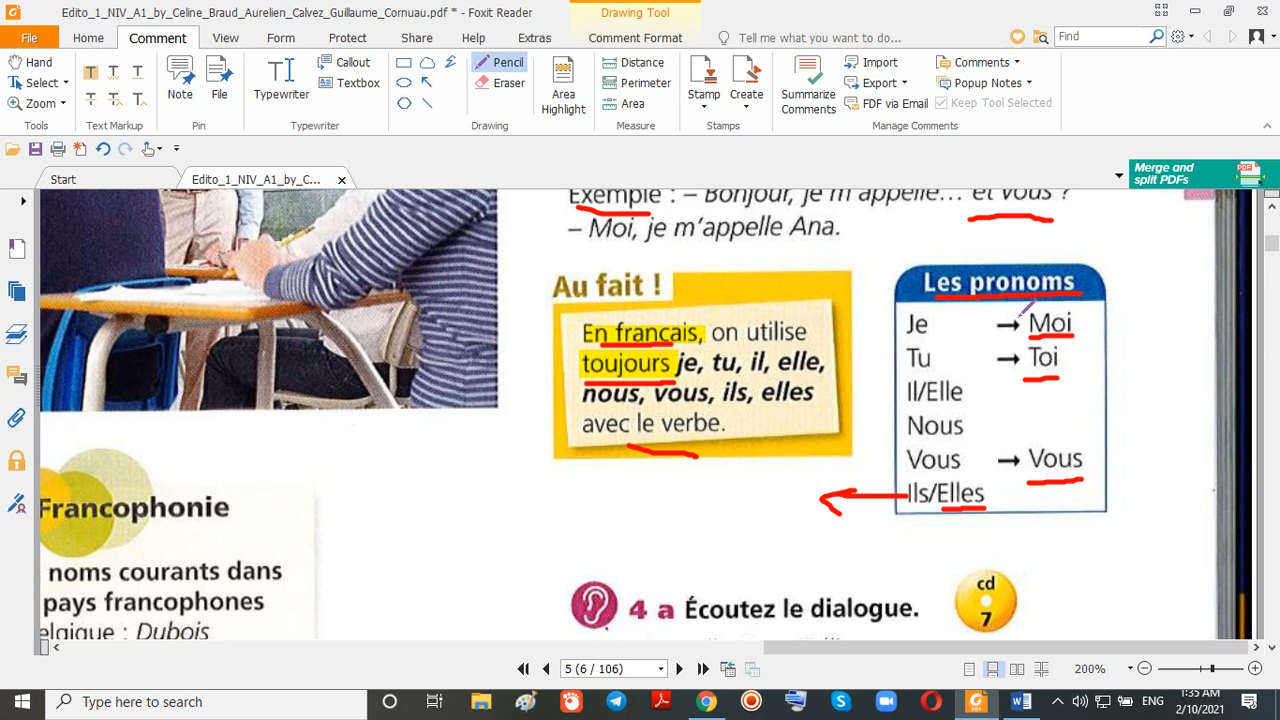 Edito_1_NIV_A1_by_Celine_Braud_Aurelien_Calvez_Guillaume_Cornuau.pdf * - Foxit Reader
Drawing Tool
File Home Comment View Form Protect Share Help Extras Comment Format Tell me what you want to do... Find
Hand
Select
Zoom
Tools
Text Markup
Note
File
Pin
Typewriter
Callout
Textbox
Typewriter
Pencil
Eraser
Drawing
Area Highlight
Distance
Perimeter
Area
Measure
Stamp
Create
Stamps
Summarize Comments
Import
Export
FDF via Email
Comments
Popup Notes
Keep Tool Selected
Manage Comments
Start
Edito_1_NIV_A1_by_C...
Merge and
split PDFs
PDF
Exemple : – Bonjour, je m'appelle... et vous ?
– Moi, je m'appelle Ana.
Au fait !
En français, on utilise
toujours je, tu, il, elle,
nous, vous, ils, elles
avec le verbe.
Les pronoms
Je → Moi
Tu → Toi
Il/Elle
Nous
Vous → Vous
Ils/Elles
Francophonie
noms courants dans
pays francophones
elgique : Dubois
4 a Écoutez le dialogue.
cd
7
5 (6 / 106)
200%
Type here to search
ENG
1:35 AM
2/10/2021